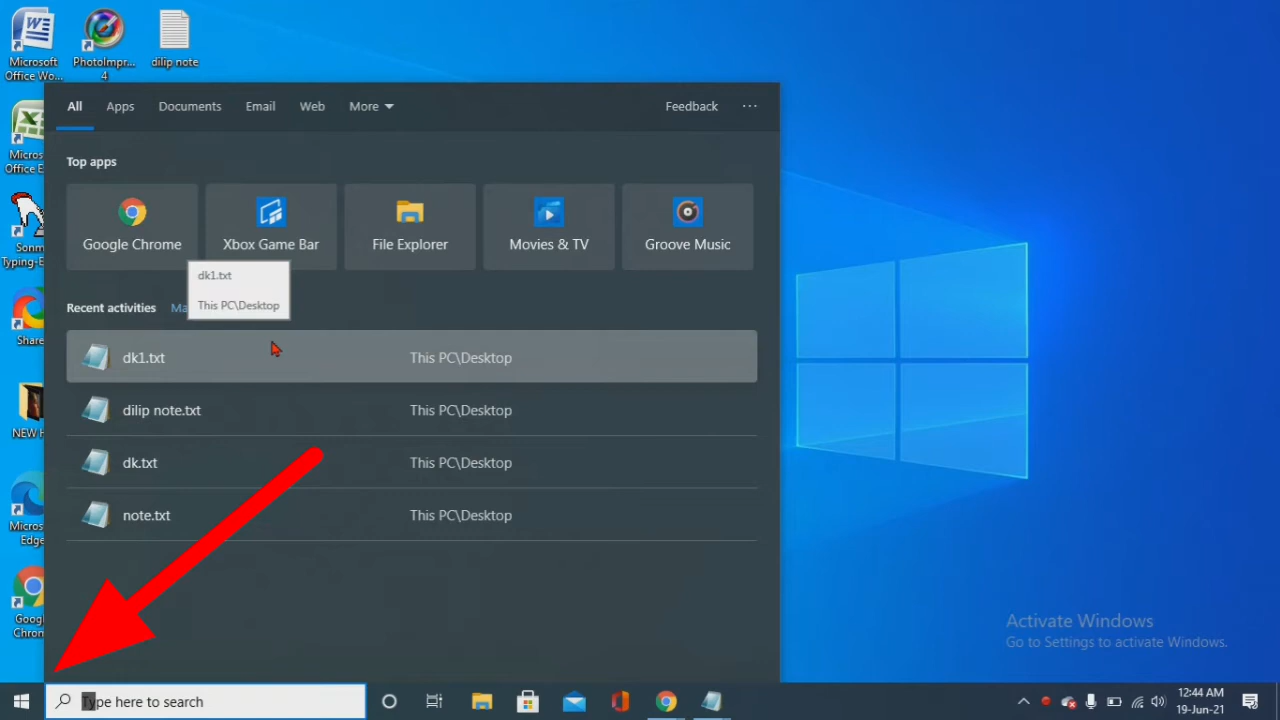 Microsoft
Office Wo...
PhotoImpr...
4
dilip note
All Apps Documents Email Web More Feedback
Top apps
Google Chrome Xbox Game Bar File Explorer Movies & TV Groove Music
dk1.txt
This PC\Desktop
Recent activities
dk1.txt This PC\Desktop
dilip note.txt This PC\Desktop
dk.txt This PC\Desktop
note.txt This PC\Desktop
Micros
Office E
Sonm
Typing-E
Share
NEW H
Micros
Edge
Goog
Chron
Activate Windows
Go to Settings to activate Windows.
Type here to search
12:44 AM
19-Jun-21